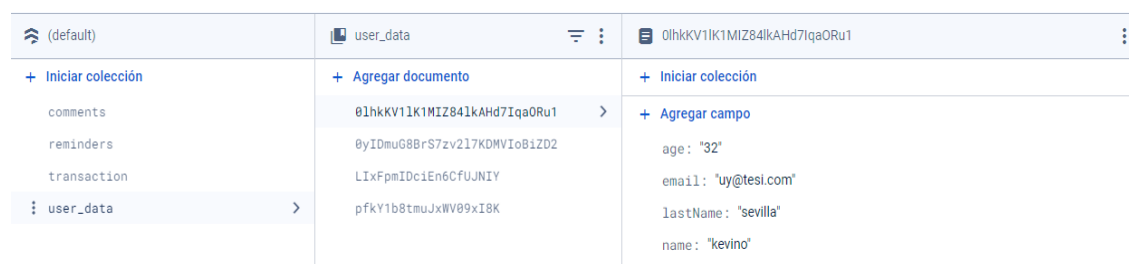 (default)
+ Iniciar colección
comments
reminders
transaction
user_data
user_data
+ Agregar documento
0lhkKV1lK1MIZ84lkAHd7IqaORu1
0yIDmuG8BrS7zv2l7KDMVIoBiZD2
LIxFpmIDciEn6CfUJNIY
pfkY1b8tmuJxWV09xI8K
0lhkKV1lK1MIZ84lkAHd7IqaORu1
+ Iniciar colección
+ Agregar campo
age: "32"
email: "uy@tesi.com"
lastName: "sevilla"
name: "kevino"